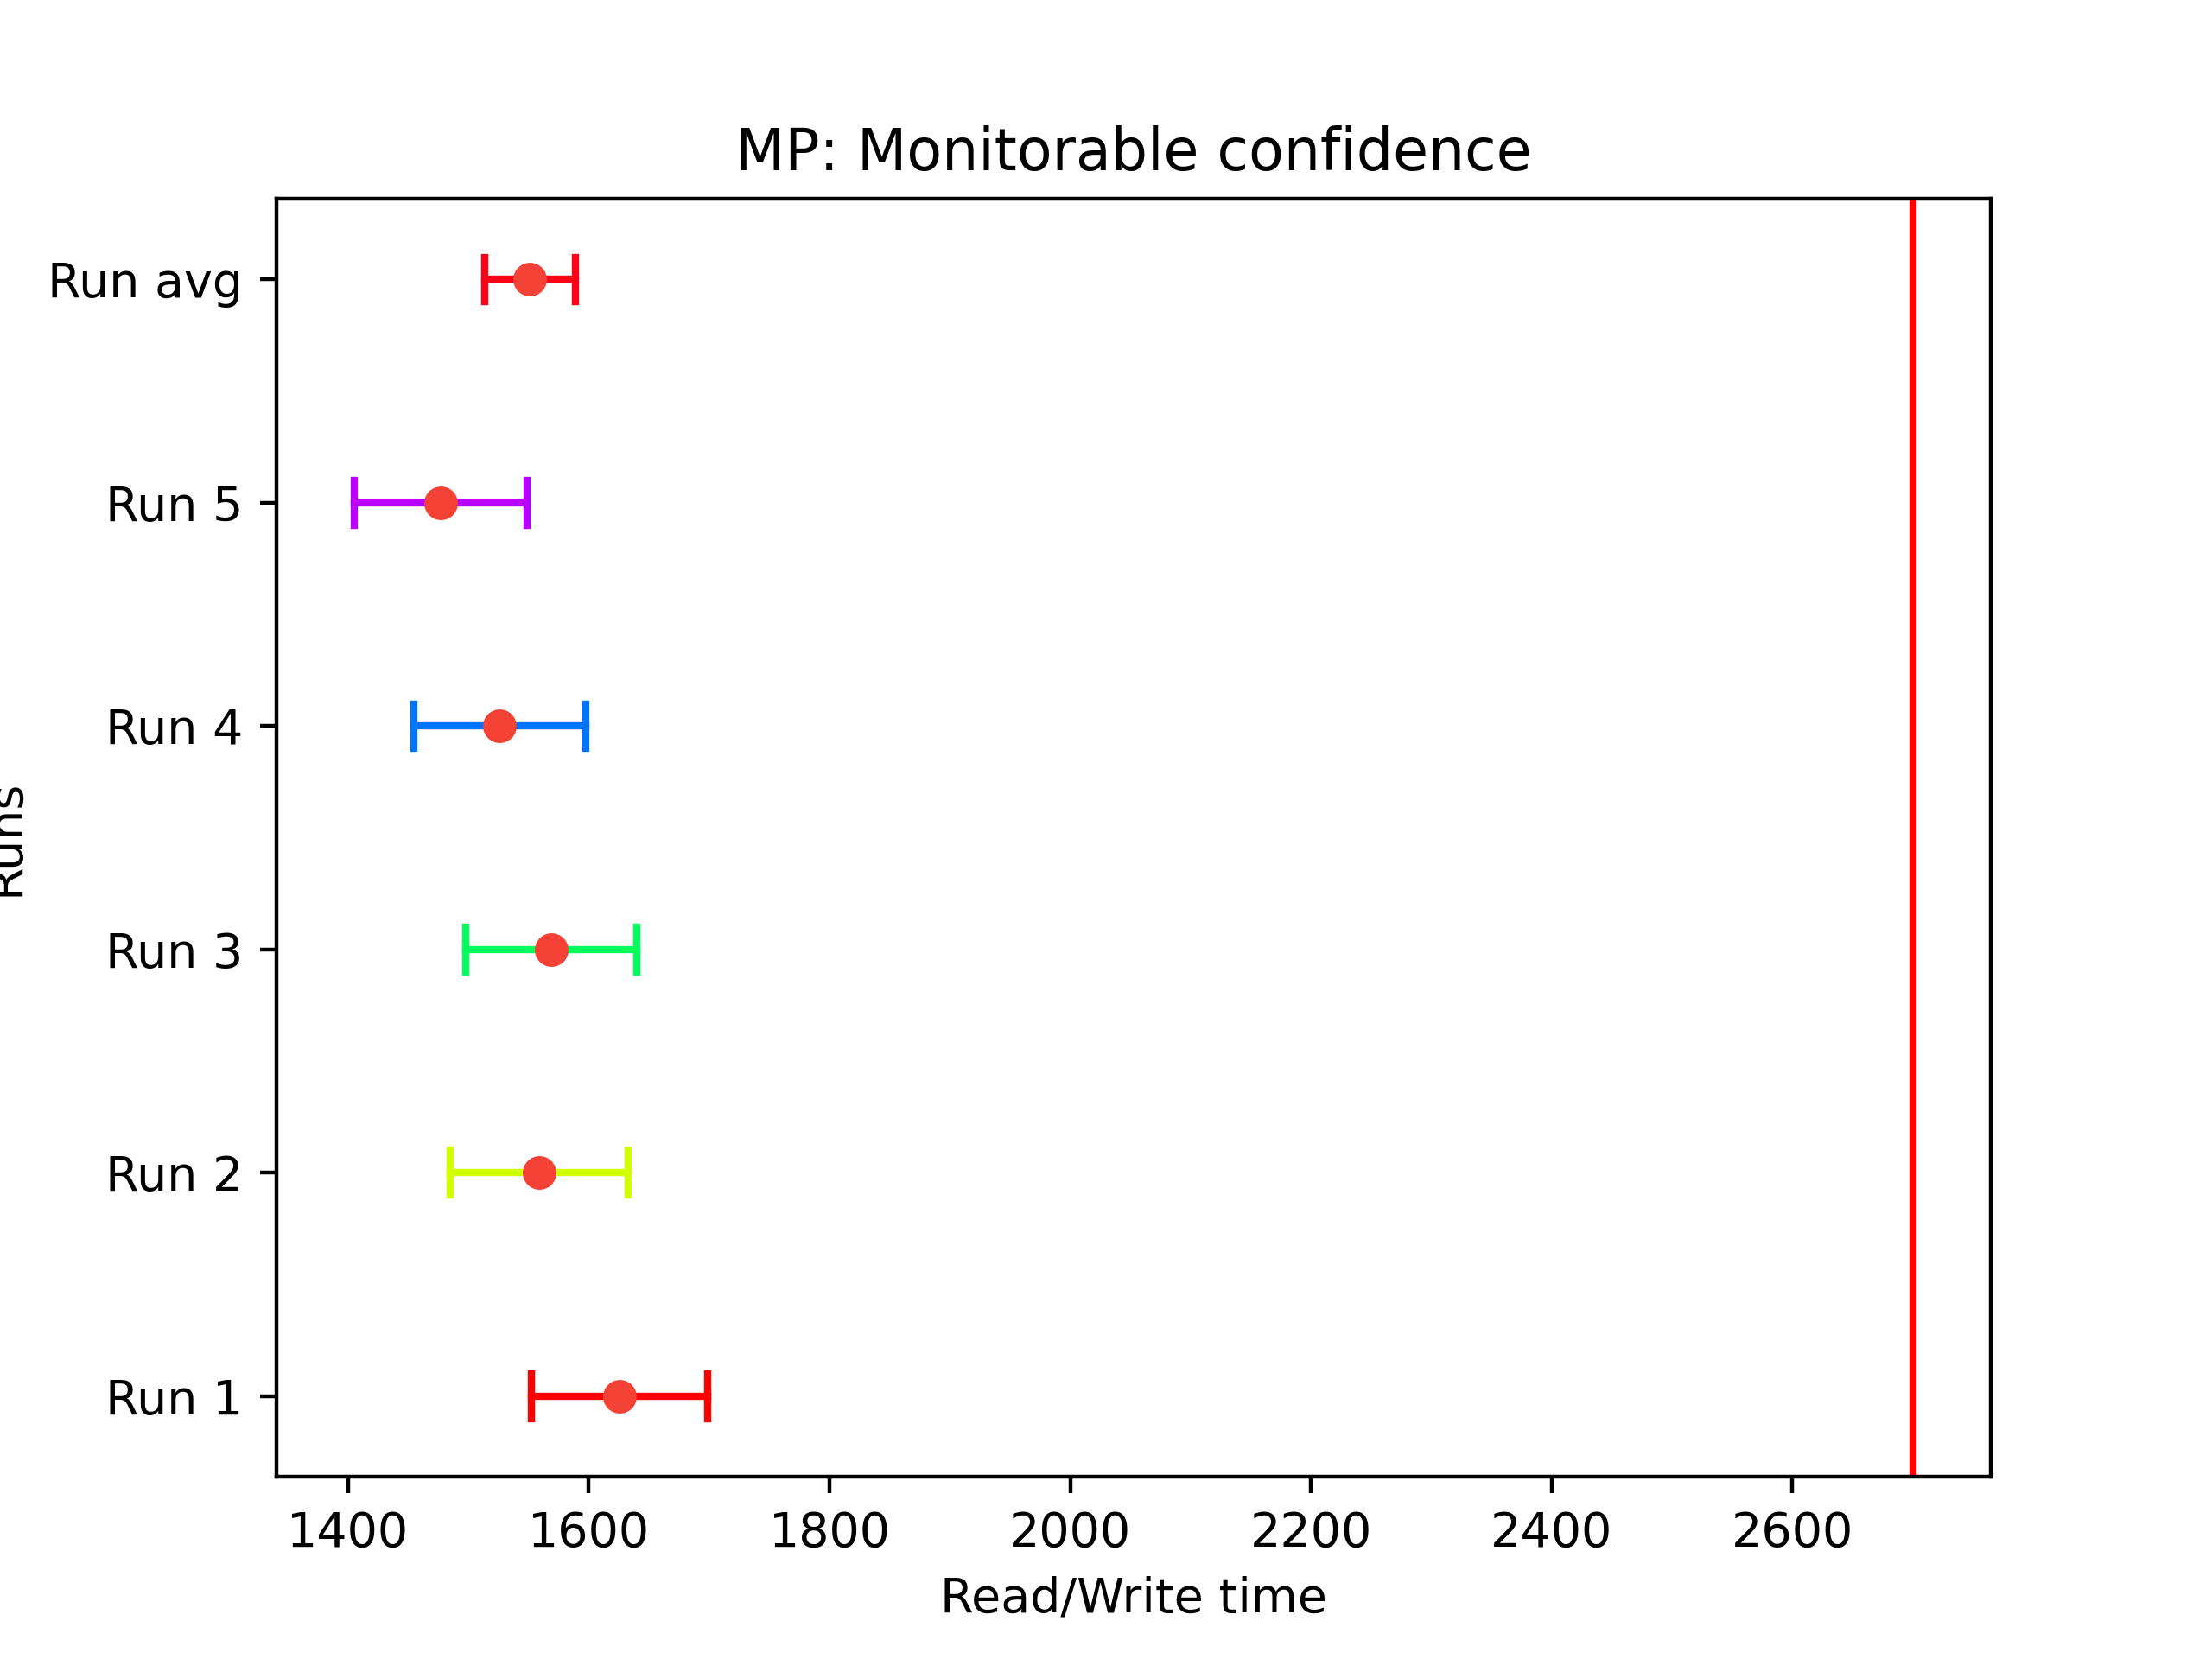 MP: Monitorable confidence
Run avg
Run 5
Run 4
Runs
Run 3
Run 2
Run 1
1400 1600 1800 2000 2200 2400 2600
Read/Write time